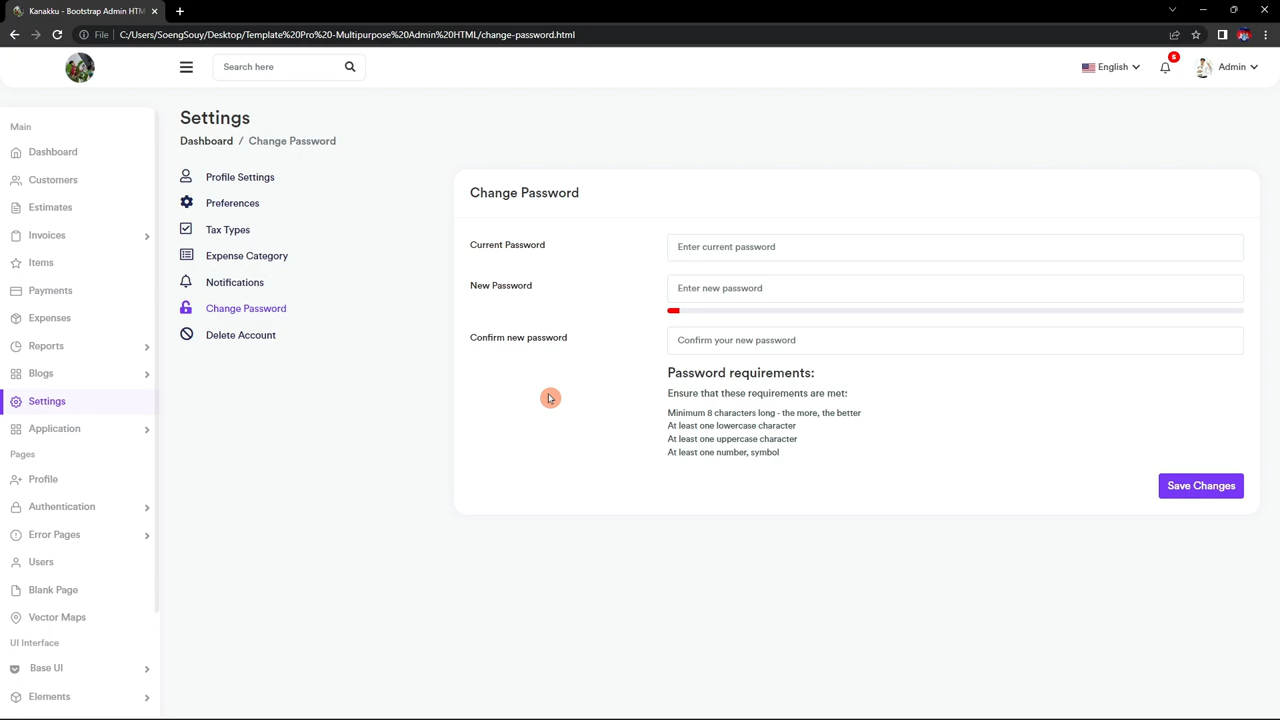 Kanakku - Bootstrap Admin HTM
File
C:/Users/SoengSouy/Desktop/Template%20Pro%20-Multipurpose%20Admin%20HTML/change-password.html
Search here
English
5
Admin
Settings
Dashboard / Change Password
Main
Dashboard
Customers
Estimates
Invoices
Items
Payments
Expenses
Reports
Blogs
Settings
Application
Pages
Profile
Authentication
Error Pages
Users
Blank Page
Vector Maps
UI Interface
Base UI
Elements
Profile Settings
Preferences
Tax Types
Expense Category
Notifications
Change Password
Delete Account
Change Password
Current Password
Enter current password
New Password
Enter new password
Confirm new password
Confirm your new password
Password requirements:
Ensure that these requirements are met:
Minimum 8 characters long - the more, the better
At least one lowercase character
At least one uppercase character
At least one number, symbol
Save Changes